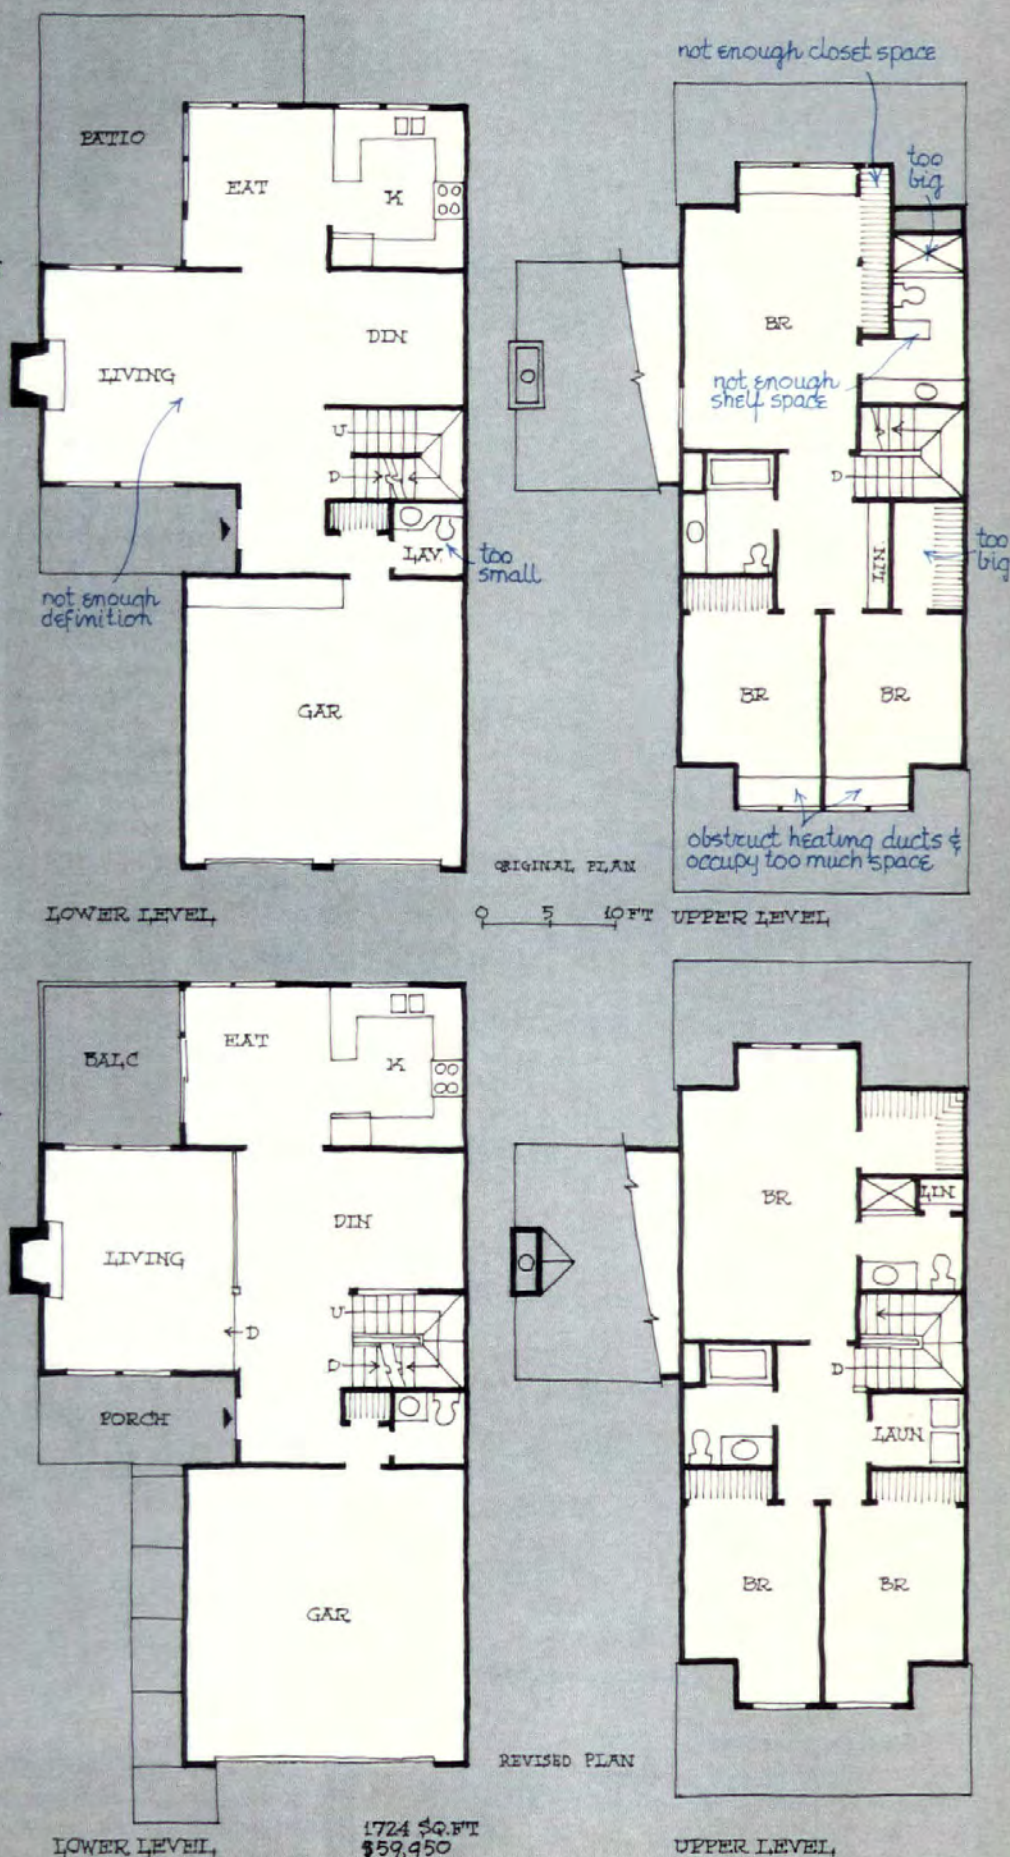 not enough closet space
PATIO
EAT
K
too
big
BR
DIN
LIVING
not enough
shelf space
U
D
D
LAV.
too
small
LIN.
too
big
not enough
definition
GAR
BR
BR
obstruct heating ducts &
occupy too much space
ORIGINAL PLAN
LOWER LEVEL
0 5 10 FT
UPPER LEVEL
BALC
EAT
K
BR
LIN
DIN
LIVING
U
D
D
D
PORCH
LAUN
GAR
BR
BR
REVISED PLAN
LOWER LEVEL
1724 SQ.FT
$59,950
UPPER LEVEL